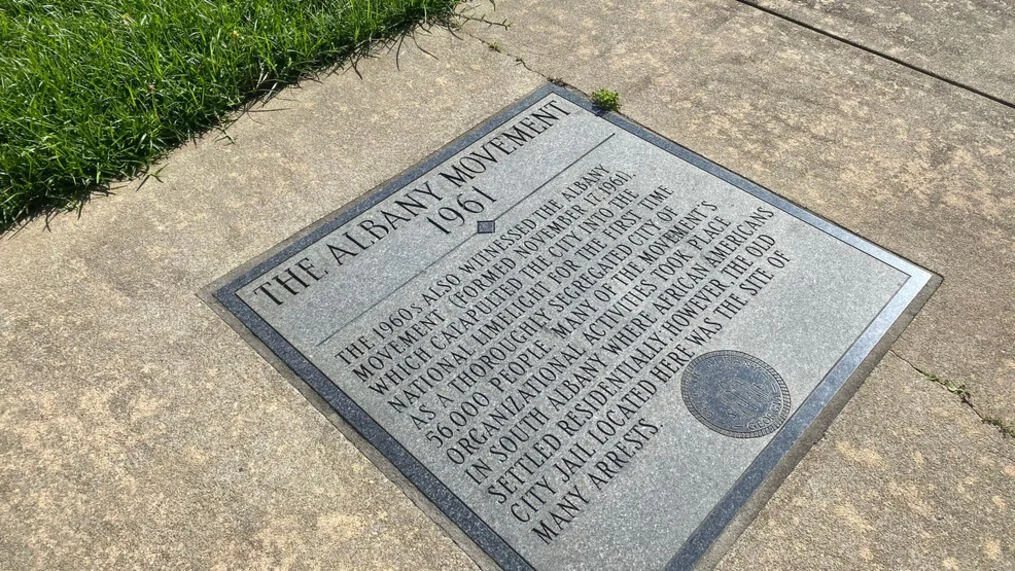 THE ALBANY MOVEMENT
1961
THE 1960's ALSO WITNESSED THE ALBANY
MOVEMENT (FORMED NOVEMBER 17, 1961),
WHICH CATAPULTED THE CITY INTO THE
NATIONAL LIMELIGHT FOR THE FIRST TIME
AS A THOROUGHLY SEGREGATED CITY OF
56,000 PEOPLE. MANY OF THE MOVEMENT'S
ORGANIZATIONAL ACTIVITIES TOOK PLACE
IN SOUTH ALBANY WHERE AFRICAN AMERICANS
SETTLED RESIDENTIALLY, HOWEVER THE OLD
CITY JAIL LOCATED HERE WAS THE SITE OF
MANY ARRESTS